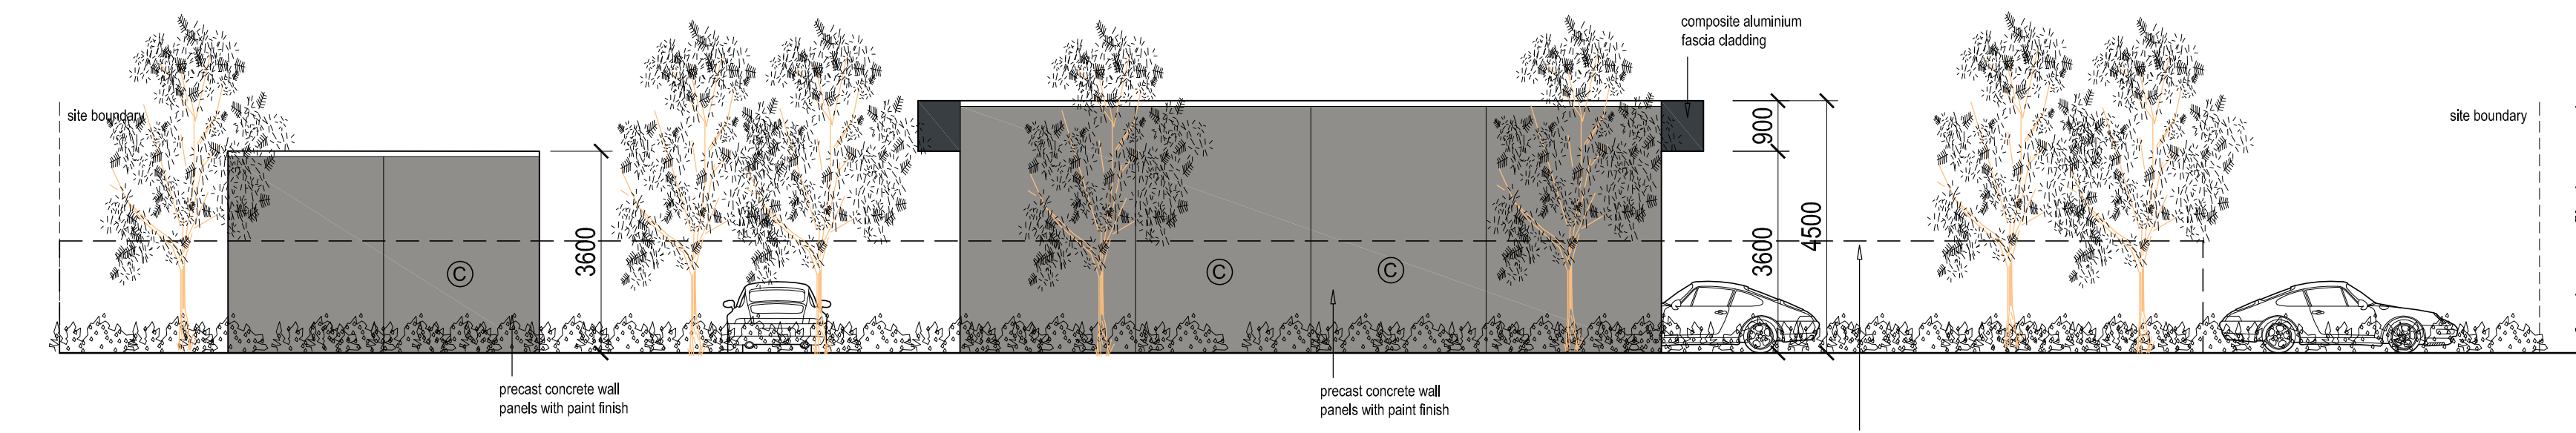 composite aluminium
fascia cladding
site boundary
site boundary
900
3600
3600
4500
C
C
C
precast concrete wall
panels with paint finish
precast concrete wall
panels with paint finish